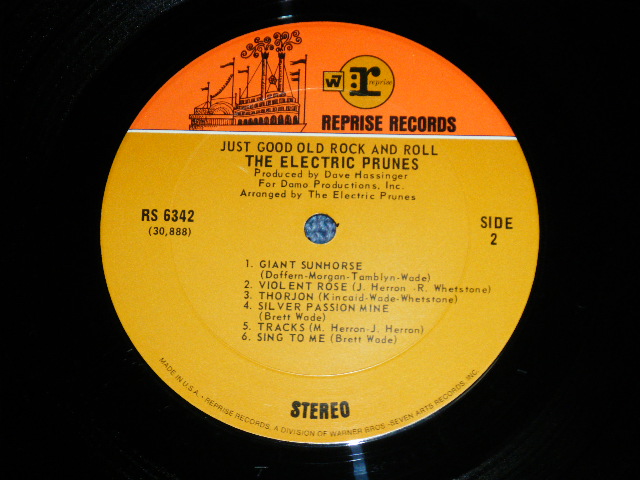 W7 r reprise
REPRISE RECORDS
JUST GOOD OLD ROCK AND ROLL
THE ELECTRIC PRUNES
Produced by Dave Hassinger
For Damo Productions, Inc.
Arranged by The Electric Prunes
RS 6342
(30,888)
SIDE
2
1. GIANT SUNHORSE
(Daffern-Morgan-Tamblyn-Wade)
2. VIOLENT ROSE (J. Herron -R. Whetstone)
3. THORJON (Kincaid-Wade-Whetstone)
4. SILVER PASSION MINE
(Brett Wade)
5. TRACKS (M. Herron-J. Herron)
6. SING TO ME (Brett Wade)
STEREO
MADE IN U.S.A. • REPRISE RECORDS, A DIVISION OF WARNER BROS.-SEVEN ARTS RECORDS, INC.